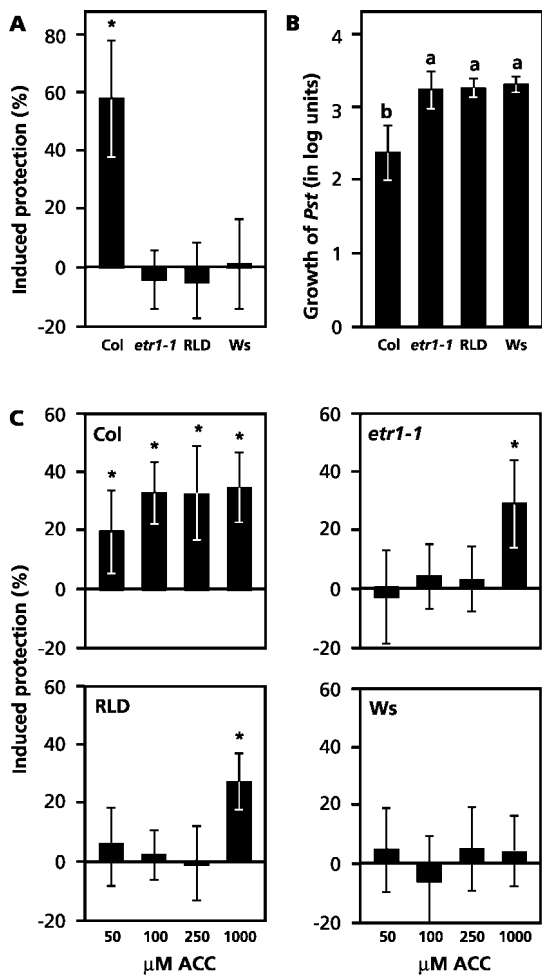 A
Induced protection (%)
80
60
40
20
0
-20
*
Col etr1-1 RLD Ws
B
Growth of Pst (in log units)
4
3
2
1
0
b a a a
Col etr1-1 RLD Ws
C
Induced protection (%)
Col
60
40
20
0
-20
* * * *
etr1-1
60
40
20
0
-20
*
RLD
60
40
20
0
-20
*
50 100 250 1000
µM ACC
Ws
60
40
20
0
-20
50 100 250 1000
µM ACC